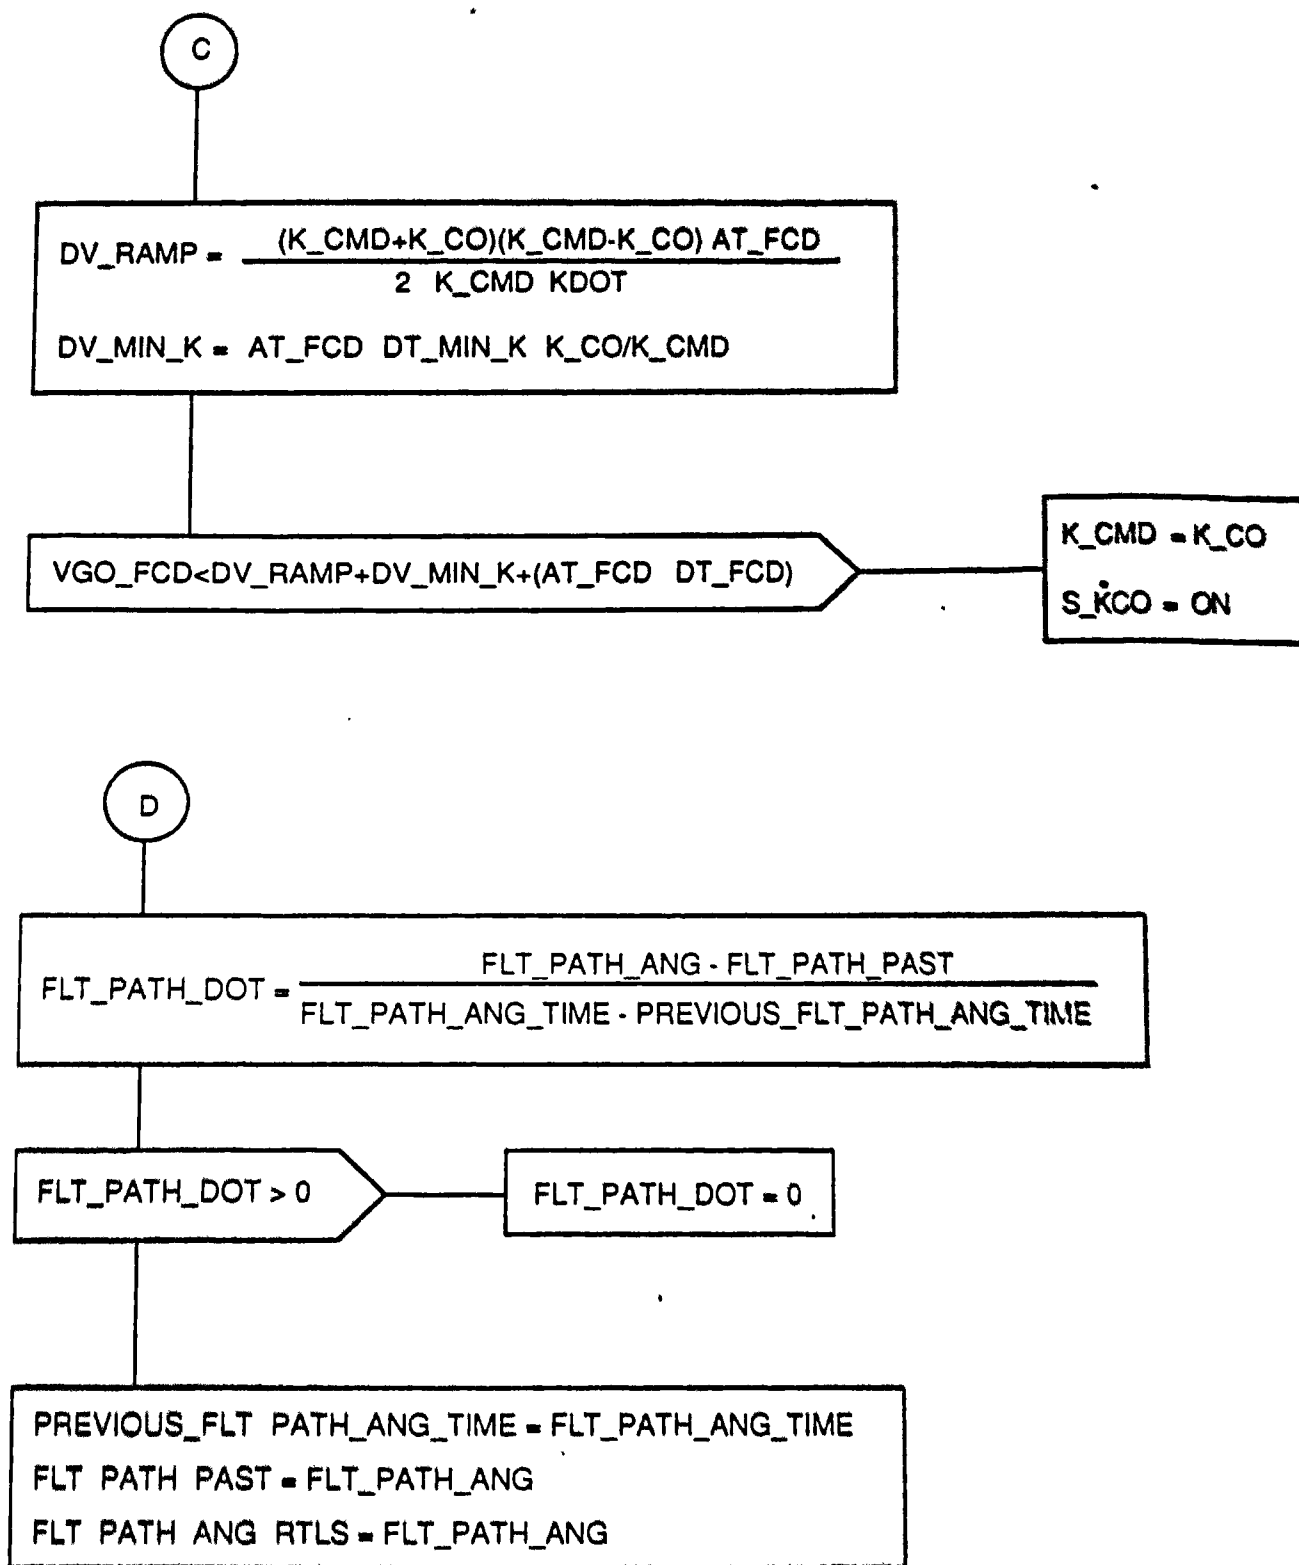 C
DV_RAMP = (K_CMD+K_CO)(K_CMD-K_CO) AT_FCD
2 K_CMD KDOT
DV_MIN_K = AT_FCD DT_MIN_K K_CO/K_CMD
VGO_FCD<DV_RAMP+DV_MIN_K+(AT_FCD DT_FCD)
K_CMD = K_CO
S_KCO = ON
D
FLT_PATH_DOT = FLT_PATH_ANG - FLT_PATH_PAST
FLT_PATH_ANG_TIME - PREVIOUS_FLT_PATH_ANG_TIME
FLT_PATH_DOT > 0
FLT_PATH_DOT = 0
PREVIOUS_FLT PATH_ANG_TIME = FLT_PATH_ANG_TIME
FLT PATH PAST = FLT_PATH_ANG
FLT PATH ANG RTLS = FLT_PATH_ANG